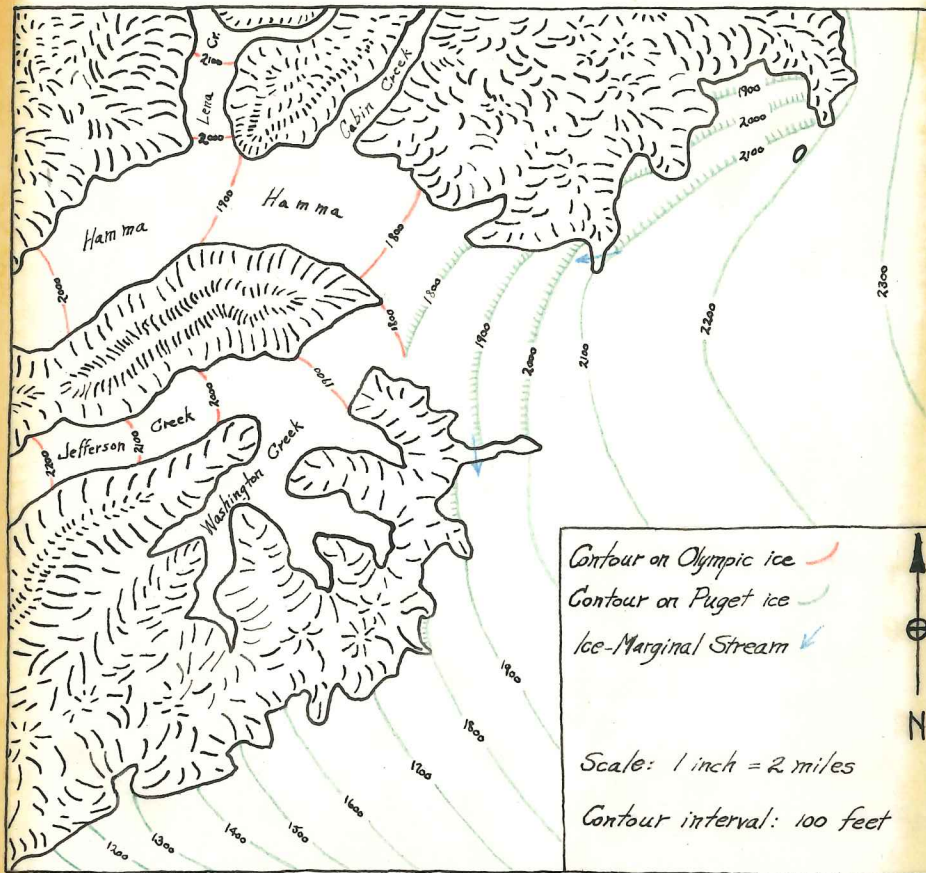 Cr.
2100
Lena
2000
Cabin Creek
1900
2000
2100
1900
Hamma
Hamma
1800
2000
1800
1800
1900
2000
2100
2200
2300
1900
2000
Creek
2100
Jefferson
2200
Washington Creek
1900
1800
1700
1600
1500
1400
1300
1200
Contour on Olympic ice
Contour on Puget ice
Ice-Marginal Stream
N
Scale: 1 inch = 2 miles
Contour interval: 100 feet